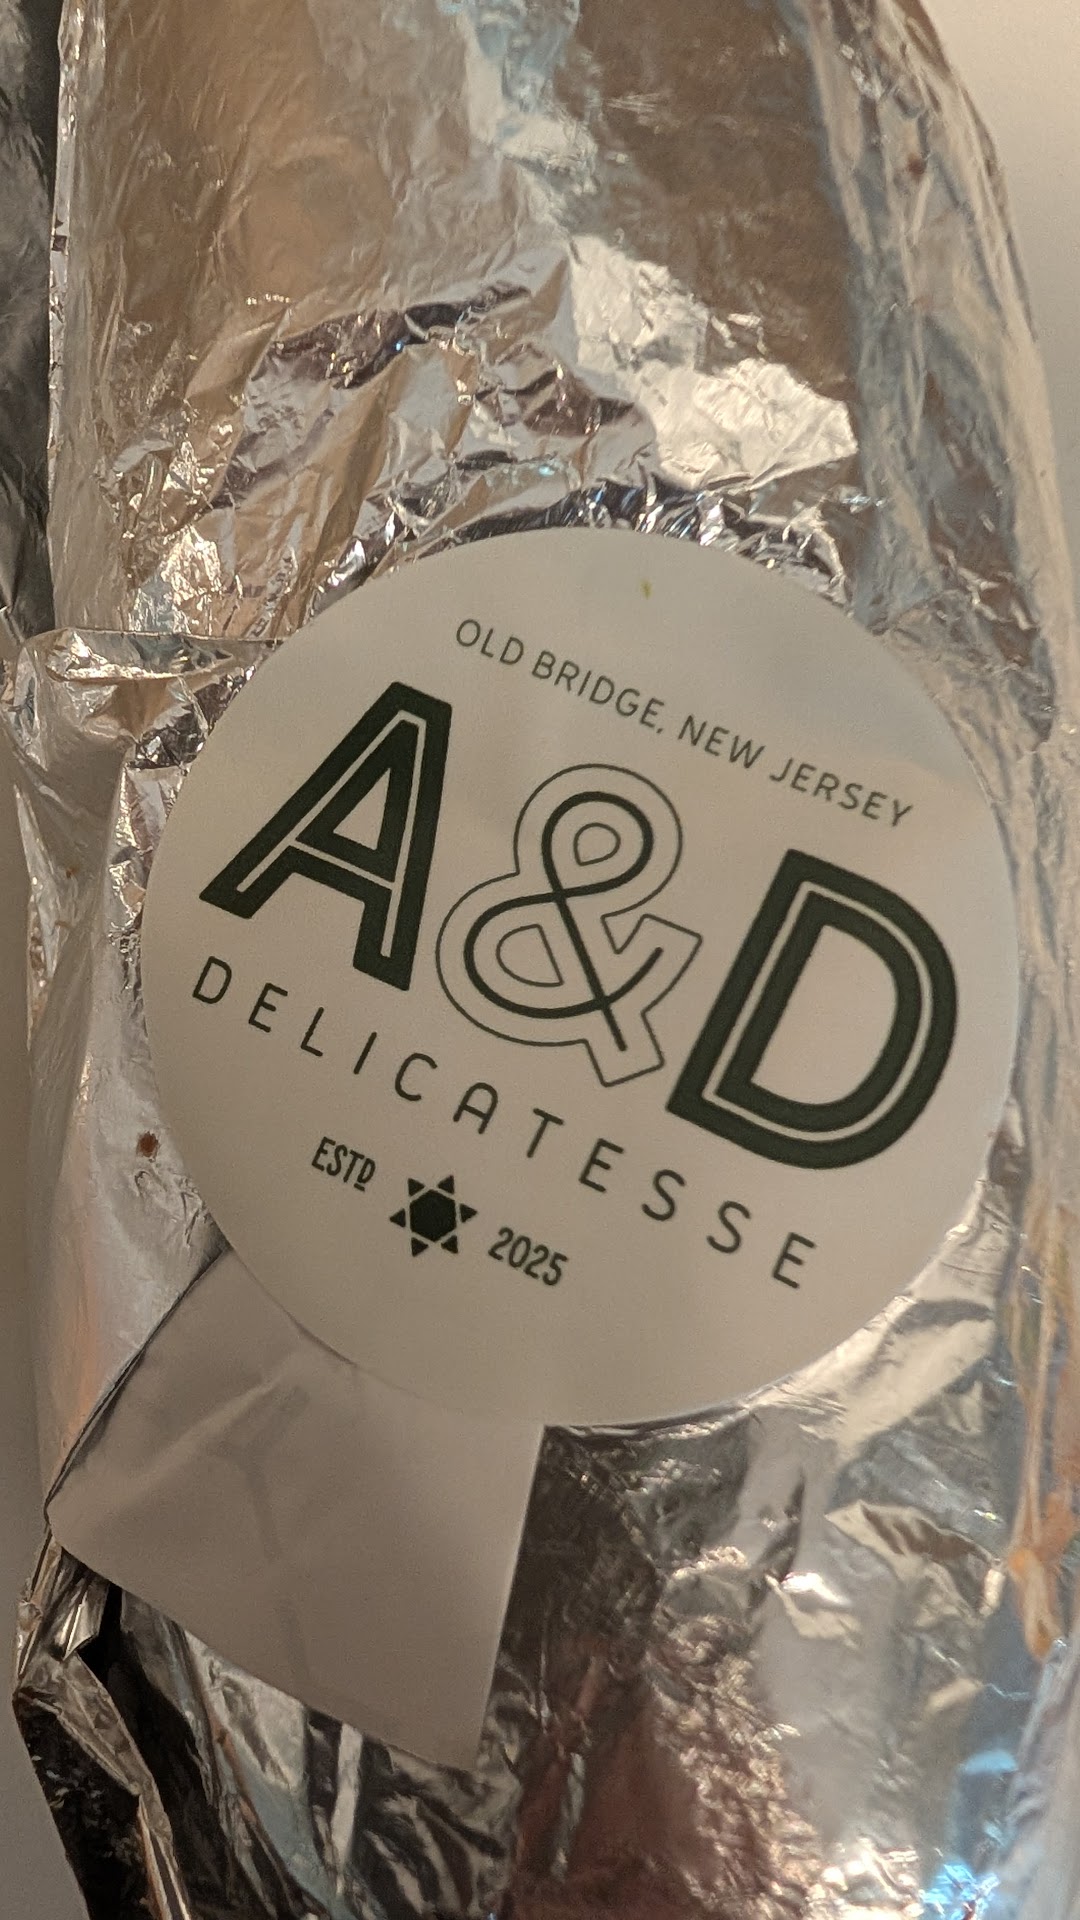 OLD BRIDGE, NEW JERSEY
A&D
DELICATESSE
ESTD 2025